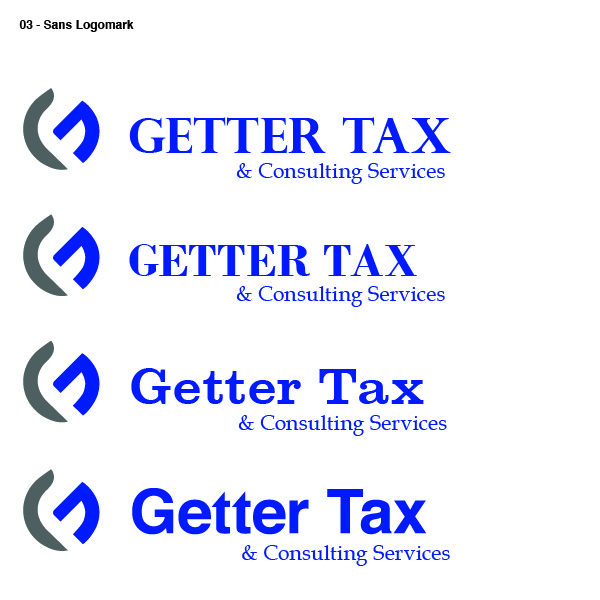 03 - Sans Logomark
GETTER TAX
& Consulting Services
GETTER TAX
& Consulting Services
Getter Tax
& Consulting Services
Getter Tax
& Consulting Services